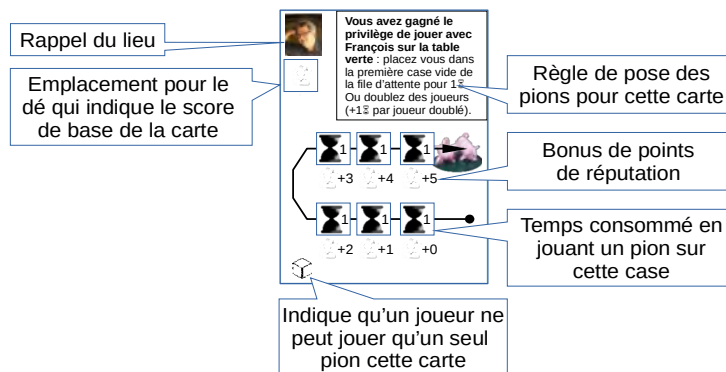 Rappel du lieu
Emplacement pour le
dé qui indique le score
de base de la carte
Vous avez gagné le
privilège de jouer avec
François sur la table
verte : placez vous dans
la première case vide de
la file d'attente pour 1⌛
Ou doublez des joueurs
(+1⌛ par joueur doublé).
Règle de pose des
pions pour cette carte
1 1 1
+3 +4 +5
Bonus de points
de réputation
1 1 1
+2 +1 +0
Temps consommé en
jouant un pion sur
cette case
Indique qu'un joueur ne
peut jouer qu'un seul
pion cette carte